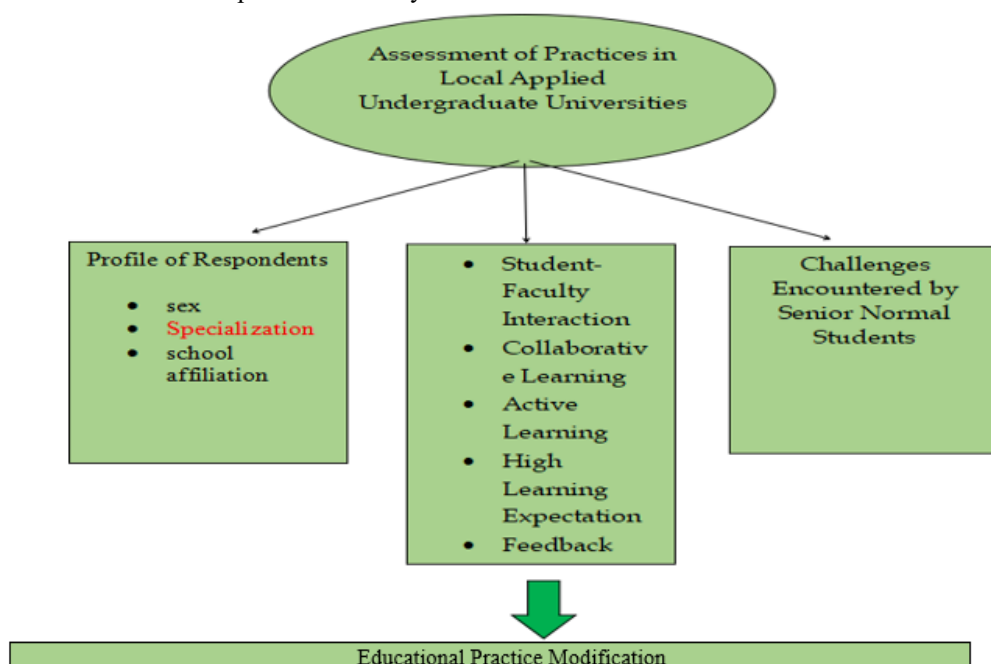 Assessment of Practices in
Local Applied
Undergraduate Universities
Profile of Respondents
• sex
• Specialization
• school
affiliation
• Student-
Faculty
Interaction
• Collaborativ
e Learning
• Active
Learning
• High
Learning
Expectation
• Feedback
Challenges
Encountered by
Senior Normal
Students
Educational Practice Modification